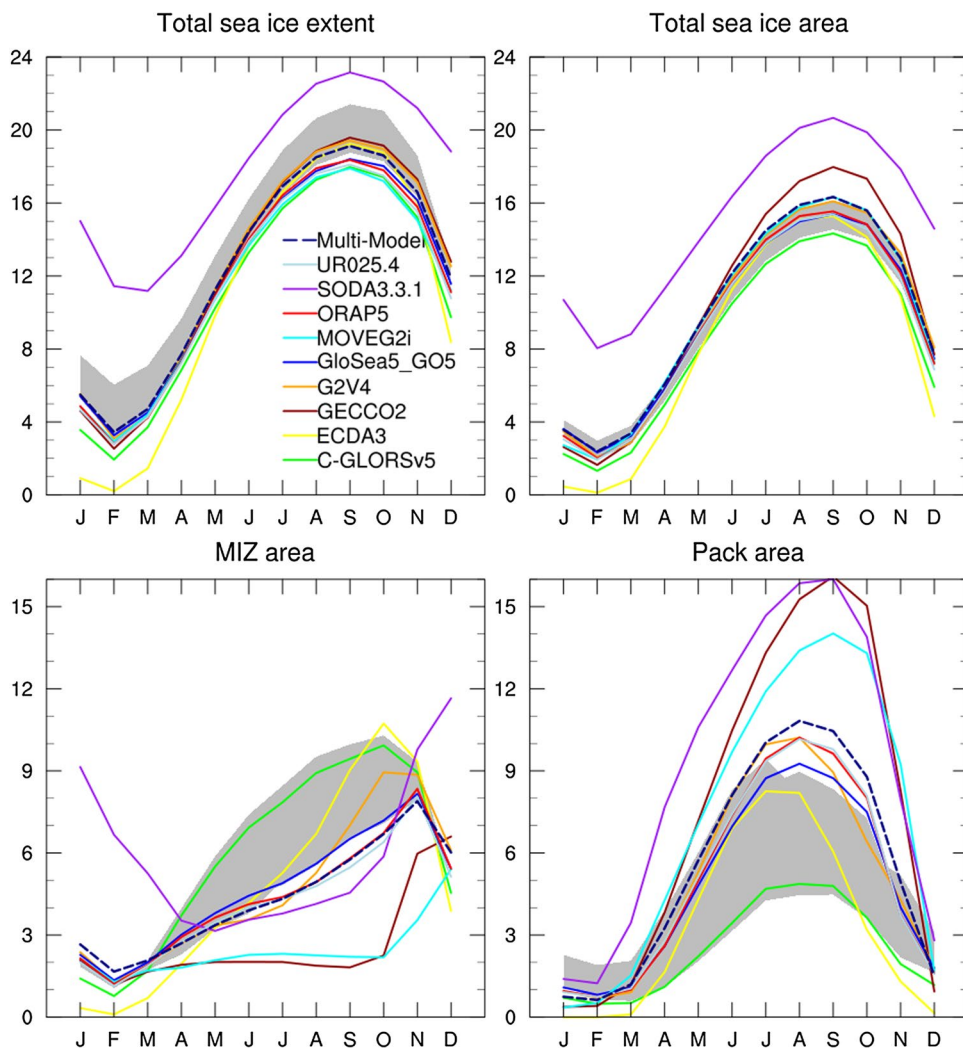 Total sea ice extent
24
20
16
12
8
4
0
J F M A M J J A S O N D
Multi-Model
UR025.4
SODA3.3.1
ORAP5
MOVEG2i
GloSea5_GO5
G2V4
GECCO2
ECDA3
C-GLORSv5
Total sea ice area
24
20
16
12
8
4
0
J F M A M J J A S O N D
MIZ area
15
12
9
6
3
0
J F M A M J J A S O N D
Pack area
15
12
9
6
3
0
J F M A M J J A S O N D